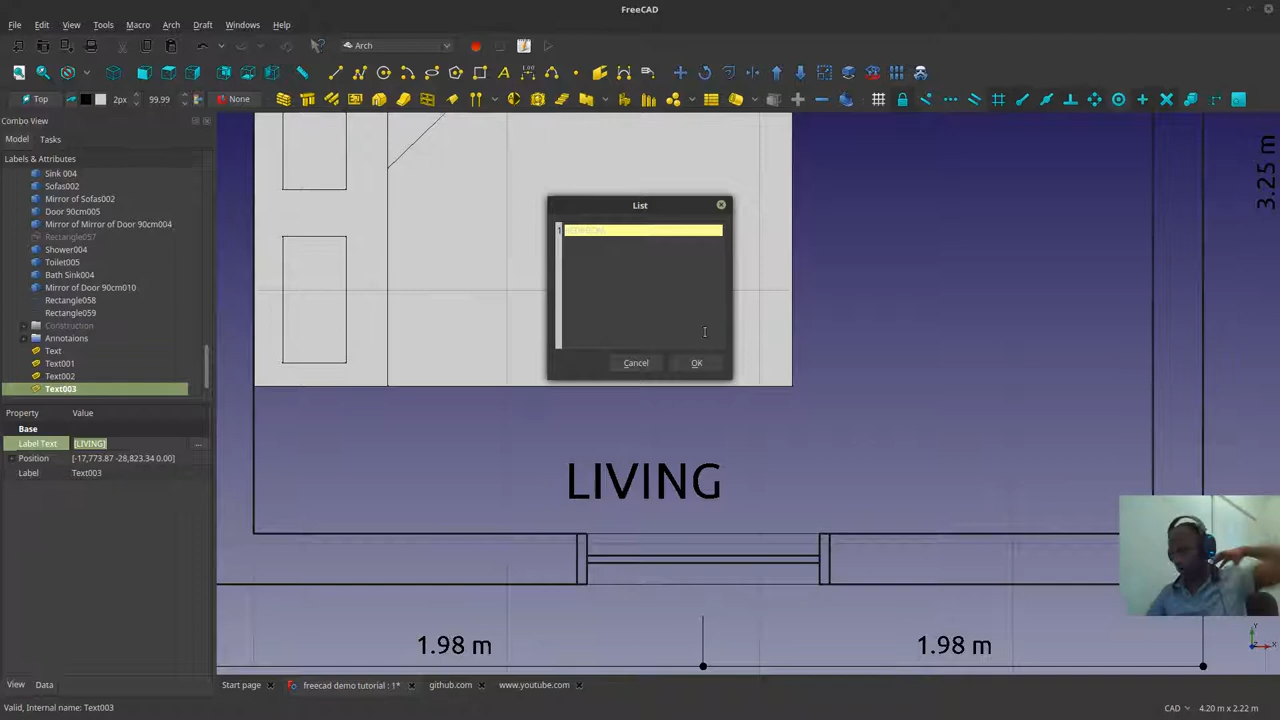 FreeCAD
File Edit View Tools Macro Arch Draft Windows Help
Arch
Top 2px 99.99 None
Combo View
Model Tasks
Labels & Attributes
Sink 004
Sofas002
Mirror of Sofas002
Door 90cm005
Mirror of Mirror of Door 90cm004
Rectangle057
Shower004
Toilet005
Bath Sink004
Mirror of Door 90cm010
Rectangle058
Rectangle059
Construction
Annotaions
Text
Text001
Text002
Text003
Property Value
Base
Label Text [LIVING] ...
Position [-17,773.87 -28,823.34 0.00]
Label Text003
View Data
List
1
Cancel OK
LIVING
3.25 m
1.98 m 1.98 m
Start page freecad demo tutorial : 1* github.com www.youtube.com
Valid, Internal name: Text003
CAD 4.20 m x 2.22 m